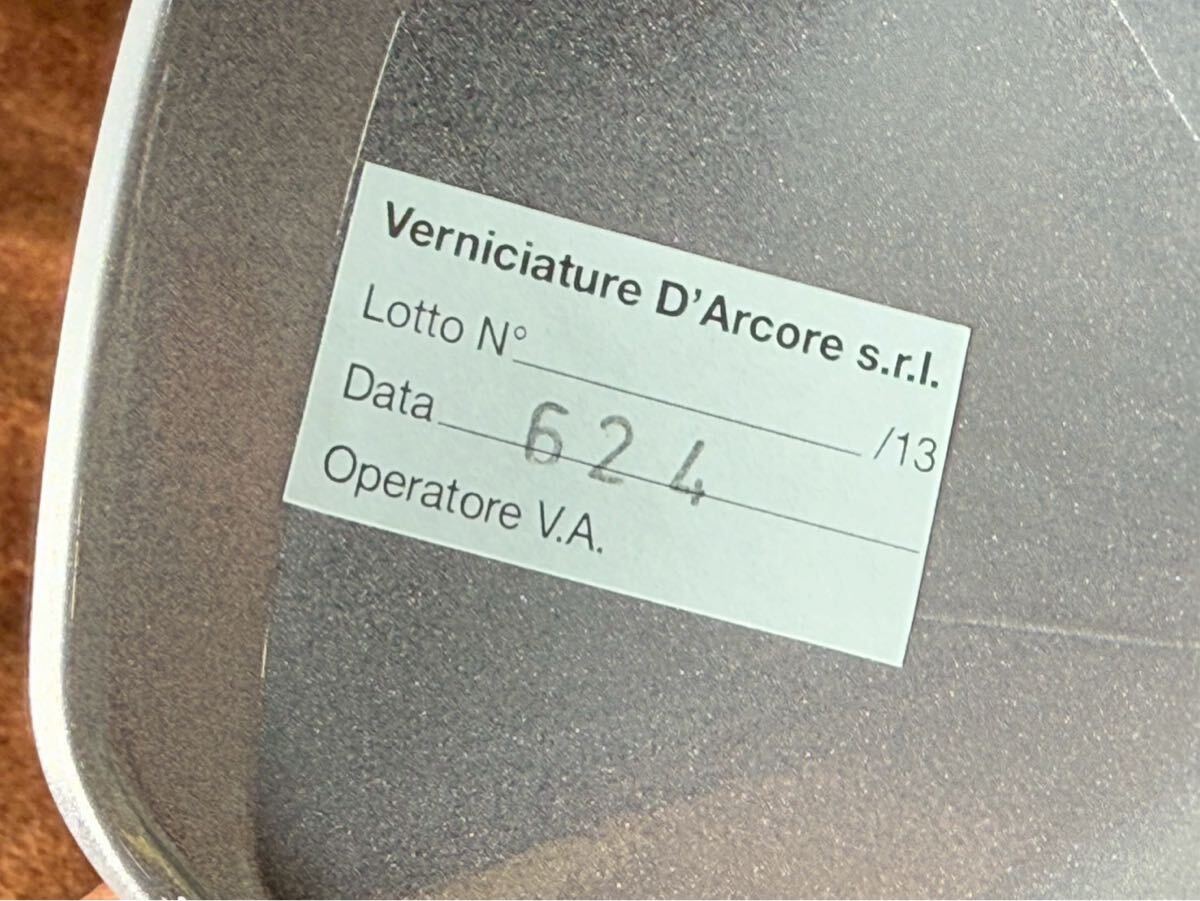 Verniciature D'Arcore s.r.l.
Lotto N° /13
Data 624
Operatore V.A.